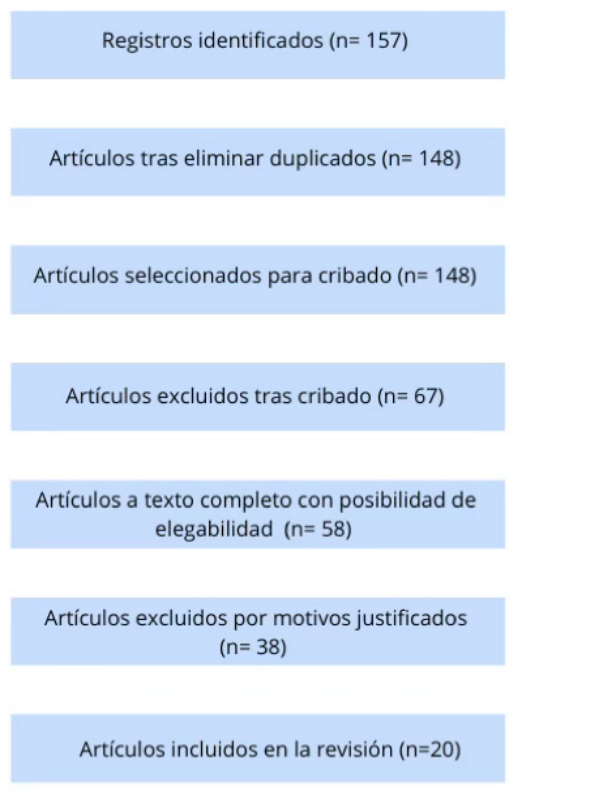 Registros identificados (n= 157)
Artículos tras eliminar duplicados (n= 148)
Artículos seleccionados para cribado (n= 148)
Artículos excluidos tras cribado (n= 67)
Artículos a texto completo con posibilidad de
elegabilidad  (n= 58)
Artículos excluidos por motivos justificados
(n= 38)
Artículos incluidos en la revisión (n=20)